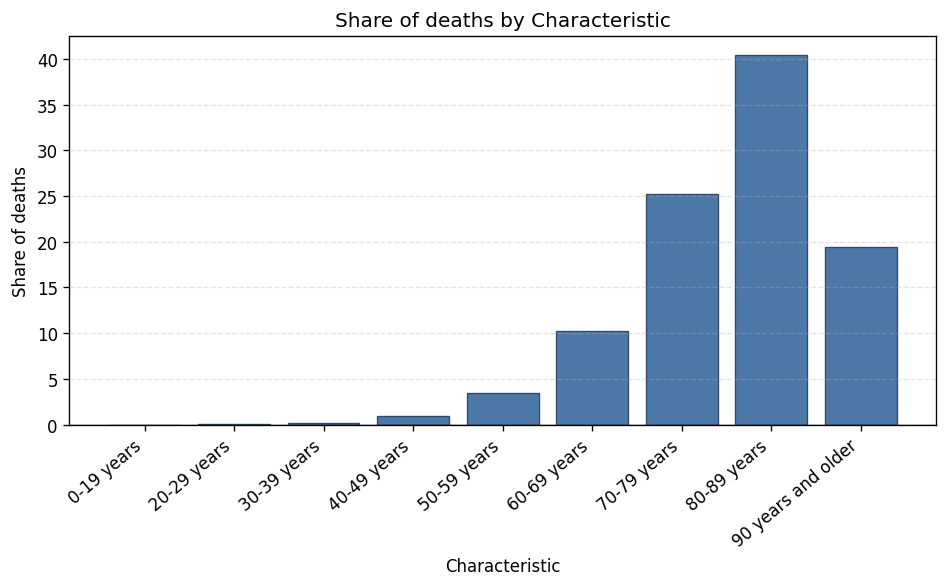 Share of deaths by Characteristic
Share of deaths
40
35
30
25
20
15
10
5
0
0-19 years
20-29 years
30-39 years
40-49 years
50-59 years
60-69 years
70-79 years
80-89 years
90 years and older
Characteristic